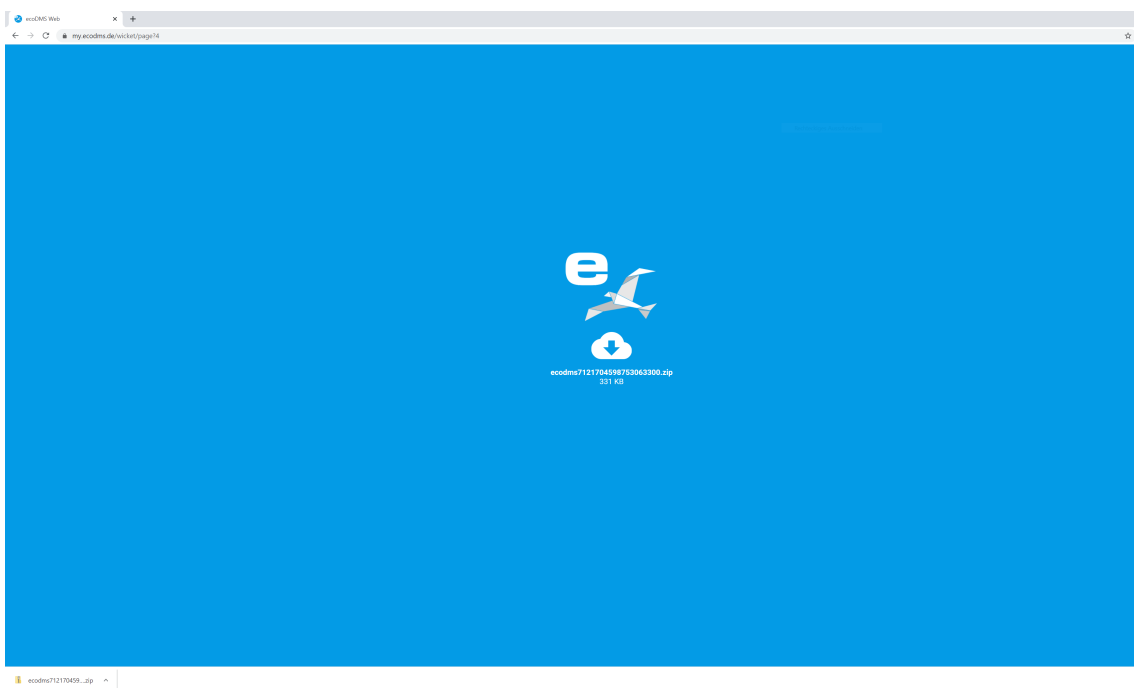 ecoDMS Web
my.ecodms.de/wicket/page?4
e
ecodms7121704598753063300.zip
331 KB
ecodms712170459....zip